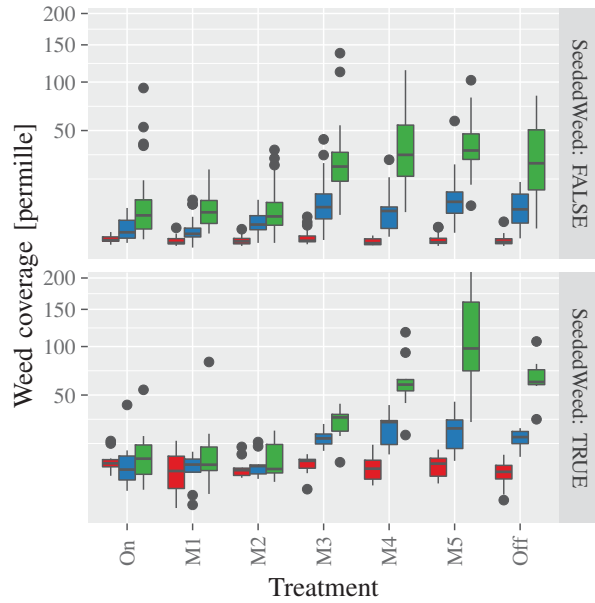 200
150
100
50
SeededWeed: FALSE
200
150
100
50
SeededWeed: TRUE
Weed coverage [permille]
On
M1
M2
M3
M4
M5
Off
Treatment